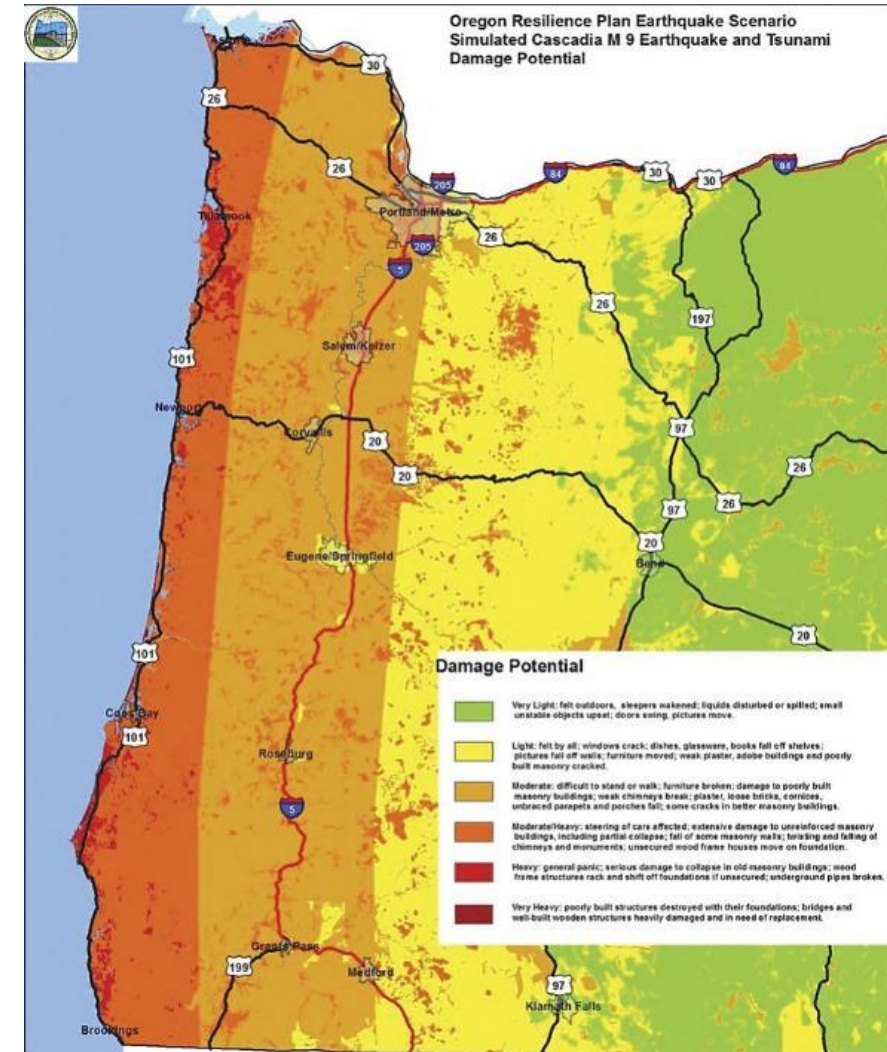 Oregon Resilience Plan Earthquake Scenario
Simulated Cascadia M 9 Earthquake and Tsunami
Damage Potential
Astoria
30
26
26
205
84
30
30
84
Tillamook
Portland/Metro
26
205
5
26
197
Salem/Keizer
101
97
Newport
Corvallis
20
20
26
26
97
20
Eugene/Springfield
Bend
20
101
Damage Potential
Very Light: felt outdoors, sleepers wakened; liquids disturbed or spilled; small
unstable objects upset; doors swing, pictures move.
Coos Bay
101
Light: felt by all; windows crack; dishes, glassware, books fall off shelves;
pictures fall off walls; furniture moved; weak plaster, adobe buildings and poorly
built masonry cracked.
Roseburg
Moderate: difficult to stand or walk; furniture broken; damage to poorly built
masonry buildings; weak chimneys break; plaster, loose bricks, cornices,
unbraced parapets and porches fall; some cracks in better masonry buildings.
5
Moderate/Heavy: steering of cars affected; extensive damage to unreinforced masonry
buildings, including partial collapse; fall of some masonry walls; twisting and falling of
chimneys and monuments; unsecured wood frame houses move on foundation.
Heavy: general panic; serious damage to collapse in old masonry buildings; wood
frame structures rack and shift off foundations if unsecured; underground pipes broken.
Very Heavy: poorly built structures destroyed with their foundations; bridges and
well-built wooden structures heavily damaged and in need of replacement.
Grants Pass
199
Medford
97
Klamath Falls
Brookings